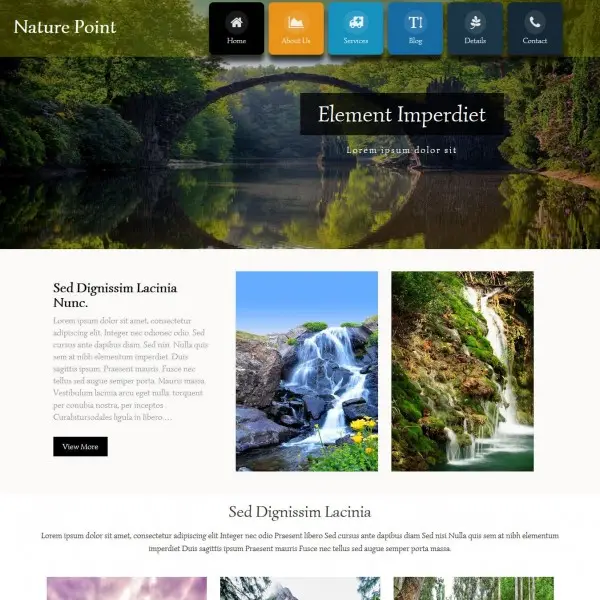 Nature Point
Home
About Us
Services
Blog
Details
Contact
Element Imperdiet
Lorem ipsum dolor sit
Sed Dignissim Lacinia
Nunc.
Lorem ipsum dolor sit amet, consectetur
adipiscing elit. Integer nec odionec odio. Sed
cursus ante dapibus diam. Sed nisi. Nulla quis
sem at nibh elementum imperdiet. Duis
sagittis ipsum. Praesent mauris. Fusce nec
tellus sed augue semper porta. Mauris massa.
Vestibulum lacinia arcu eget nulla. torquent
per conubia nostra, per inceptos
Curabitursodales ligula in libero ...
View More
Sed Dignissim Lacinia
Lorem ipsum dolor sit amet, consectetur adipiscing elit.Integer nec odio Praesent libero Sed cursus ante dapibus diam Sed nisi Nulla quis sem at nibh elementum
imperdiet Duis sagittis ipsum Praesent mauris Fusce nec tellus sed augue semper porta massa.